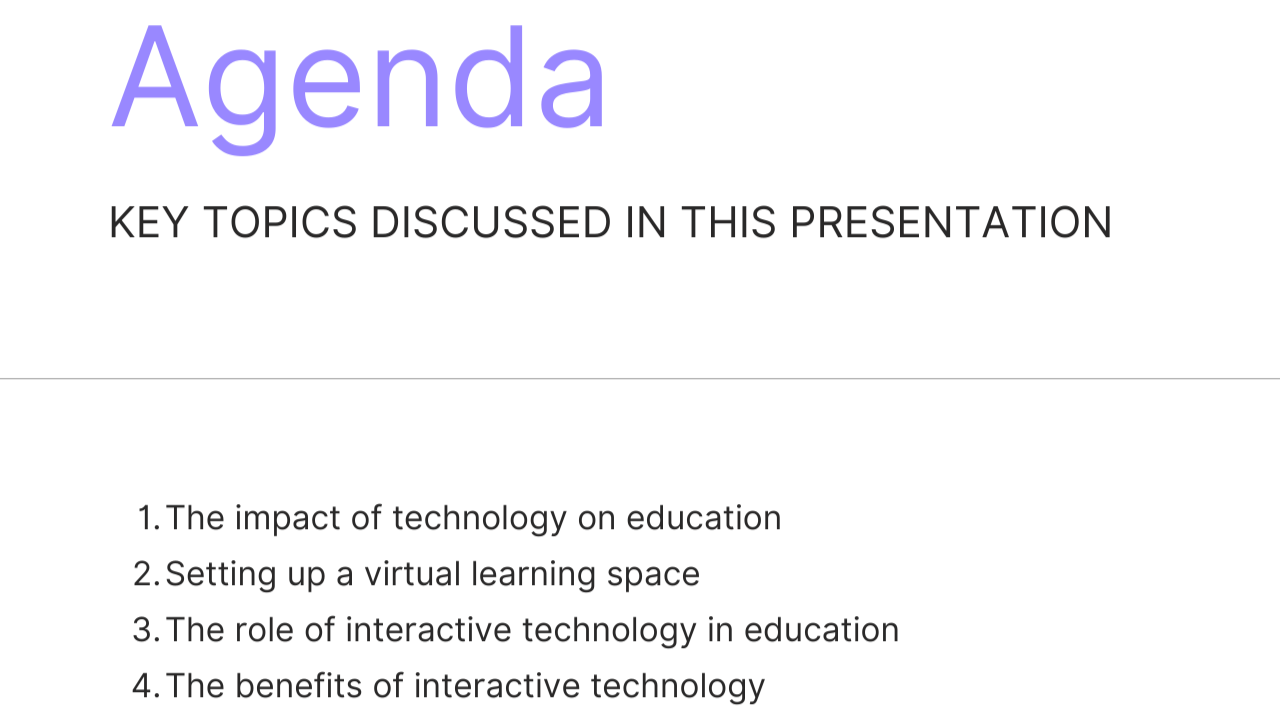 Agenda
KEY TOPICS DISCUSSED IN THIS PRESENTATION
1. The impact of technology on education
2. Setting up a virtual learning space
3. The role of interactive technology in education
4. The benefits of interactive technology